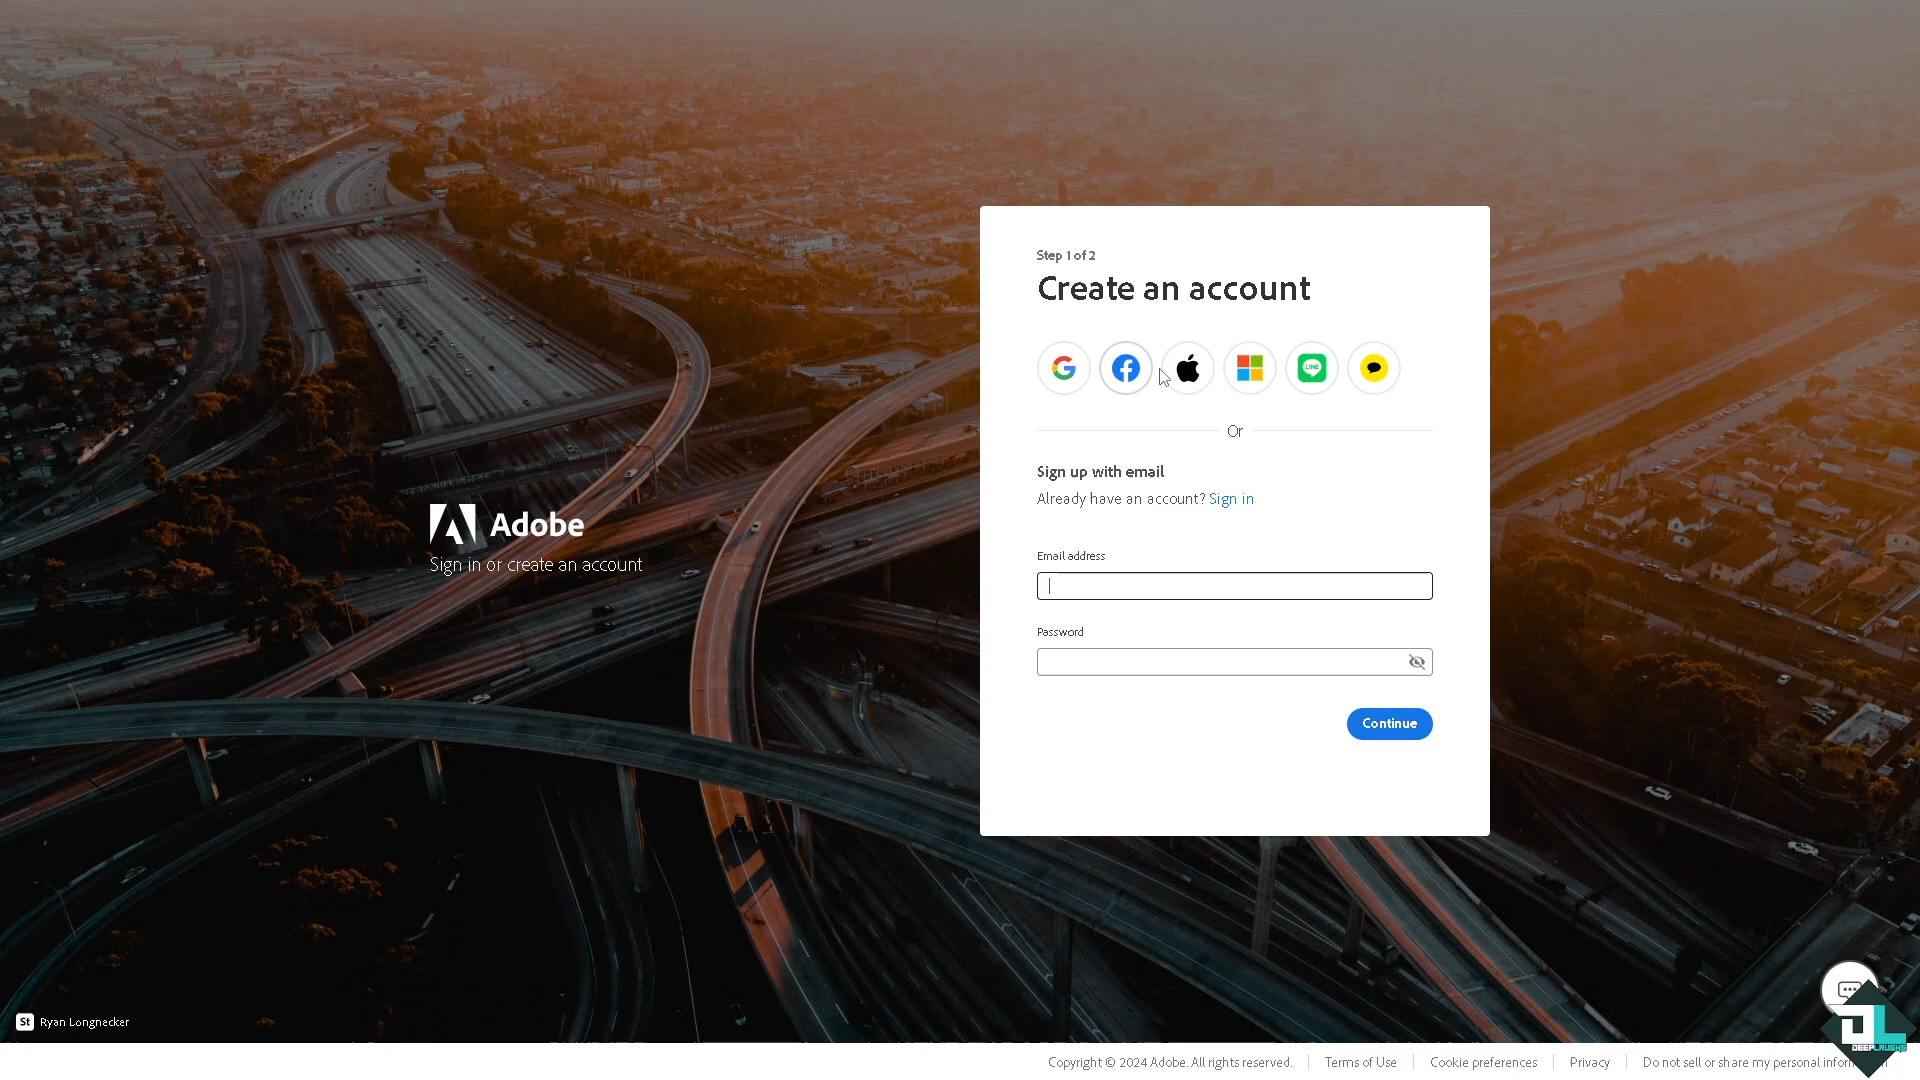 Step 1 of 2
Create an account
LINE
Or
Sign up with email
Already have an account? Sign in
Adobe
Sign in or create an account
Email address
Password
Continue
St Ryan Longnecker
DEEPLAUGHS
Copyright © 2024 Adobe. All rights reserved. Terms of Use Cookie preferences Privacy Do not sell or share my personal